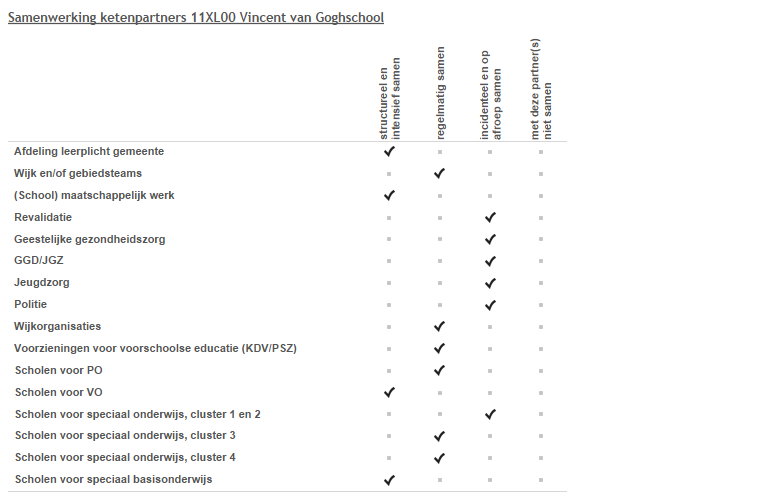 Samenwerking ketenpartners 11XL00 Vincent van Goghschool
structureel en
intensief samen
regelmatig samen
incidenteel en op
afroep samen
met deze partner(s)
niet samen
Afdeling leerplicht gemeente
Wijk en/of gebiedsteams
(School) maatschappelijk werk
Revalidatie
Geestelijke gezondheidszorg
GGD/JGZ
Jeugdzorg
Politie
Wijkorganisaties
Voorzieningen voor voorschoolse educatie (KDV/PSZ)
Scholen voor PO
Scholen voor VO
Scholen voor speciaal onderwijs, cluster 1 en 2
Scholen voor speciaal onderwijs, cluster 3
Scholen voor speciaal onderwijs, cluster 4
Scholen voor speciaal basisonderwijs